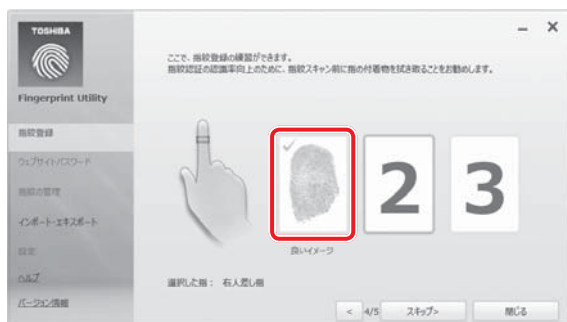 TOSHIBA
Fingerprint Utility
指紋登録
ウェブサイトパスワード
指紋の管理
インポート・エクスポート
設定
ヘルプ
バージョン情報
ここで、指紋登録の練習ができます。
指紋認証の認識率向上のために、指紋スキャン前に指の付着物を拭き取ることをお勧めします。
2
3
良いイメージ
選択した指: 右人差し指
<
4/5
スキップ>
閉じる